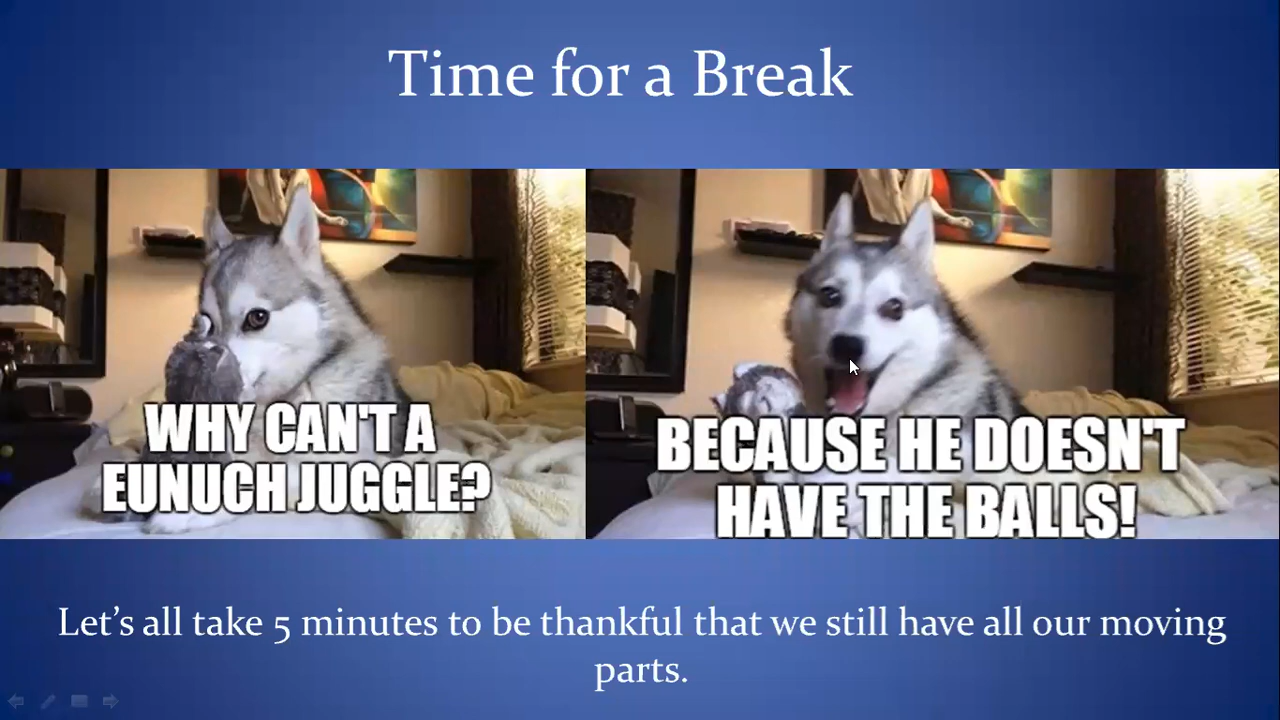 Time for a Break
WHY CAN'T A
EUNUCH JUGGLE?
BECAUSE HE DOESN'T
HAVE THE BALLS!
Let’s all take 5 minutes to be thankful that we still have all our moving
parts.